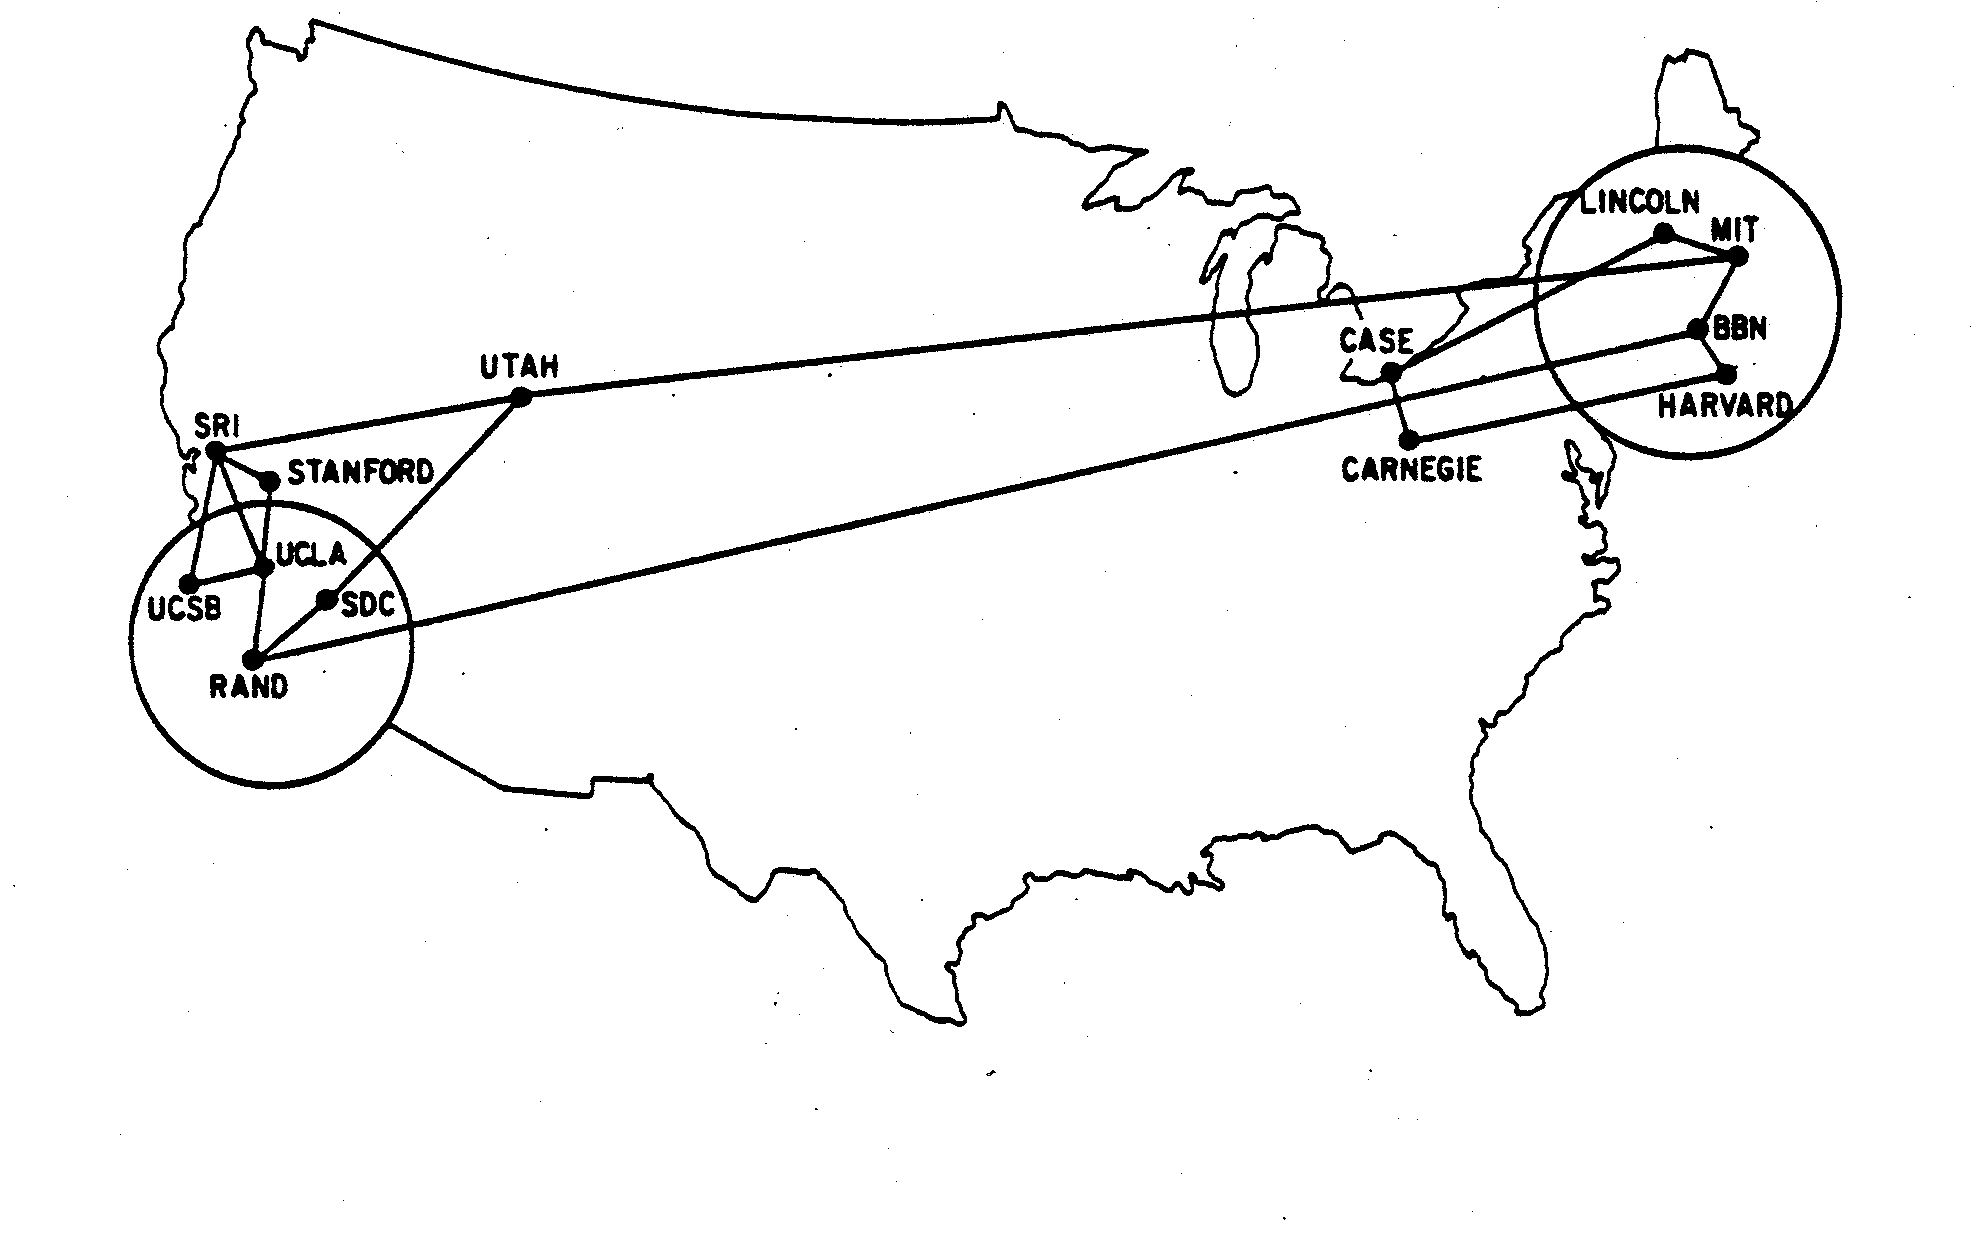 LINCOLN
MIT
BBN
CASE
UTAH
HARVARD
SRI
CARNEGIE
STANFORD
UCLA
UCSB
SDC
RAND